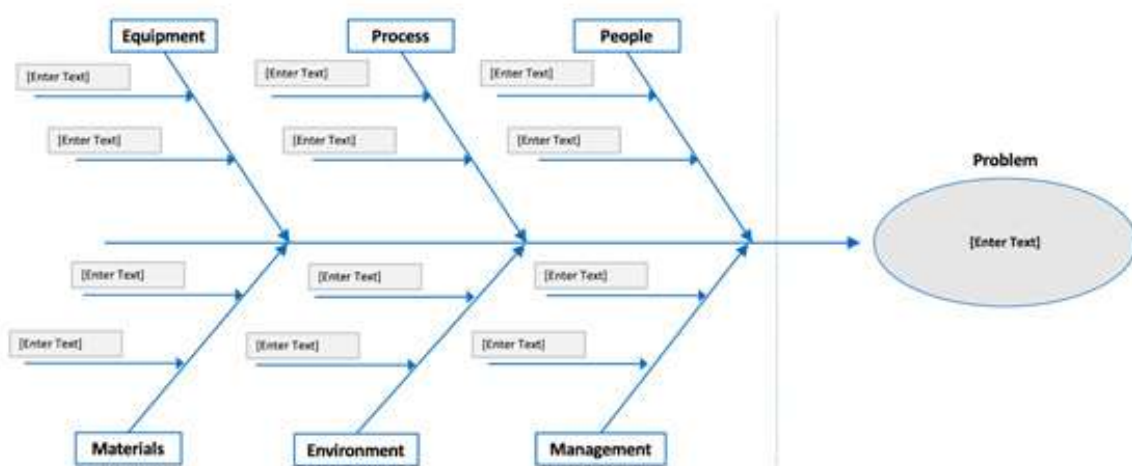 Equipment
Process
People
[Enter Text]
[Enter Text]
[Enter Text]
[Enter Text]
[Enter Text]
[Enter Text]
Problem
[Enter Text]
[Enter Text]
[Enter Text]
[Enter Text]
[Enter Text]
[Enter Text]
[Enter Text]
Materials
Environment
Management